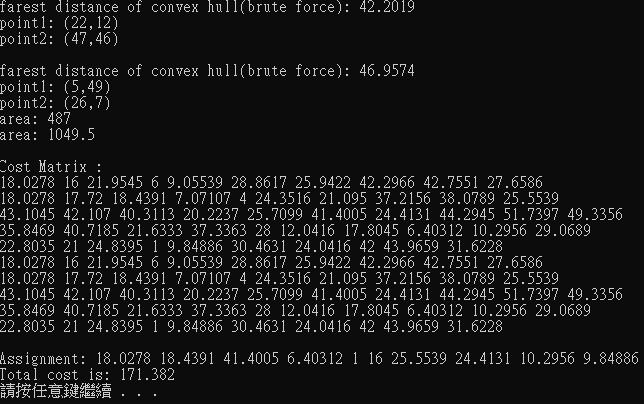 farest distance of convex hull(brute force): 42.2019
point1: (22,12)
point2: (47,46)
farest distance of convex hull(brute force): 46.9574
point1: (5,49)
point2: (26,7)
area: 487
area: 1049.5
Cost Matrix :
18.0278 16 21.9545 6 9.05539 28.8617 25.9422 42.2966 42.7551 27.6586
18.0278 17.72 18.4391 7.07107 4 24.3516 21.095 37.2156 38.0789 25.5539
43.1045 42.107 40.3113 20.2237 25.7099 41.4005 24.4131 44.2945 51.7397 49.3356
35.8469 40.7185 21.6333 37.3363 28 12.0416 17.8045 6.40312 10.2956 29.0689
22.8035 21 24.8395 1 9.84886 30.4631 24.0416 42 43.9659 31.6228
18.0278 16 21.9545 6 9.05539 28.8617 25.9422 42.2966 42.7551 27.6586
18.0278 17.72 18.4391 7.07107 4 24.3516 21.095 37.2156 38.0789 25.5539
43.1045 42.107 40.3113 20.2237 25.7099 41.4005 24.4131 44.2945 51.7397 49.3356
35.8469 40.7185 21.6333 37.3363 28 12.0416 17.8045 6.40312 10.2956 29.0689
22.8035 21 24.8395 1 9.84886 30.4631 24.0416 42 43.9659 31.6228
Assignment: 18.0278 18.4391 41.4005 6.40312 1 16 25.5539 24.4131 10.2956 9.84886
Total cost is: 171.382
請按任意鍵繼續 . . .